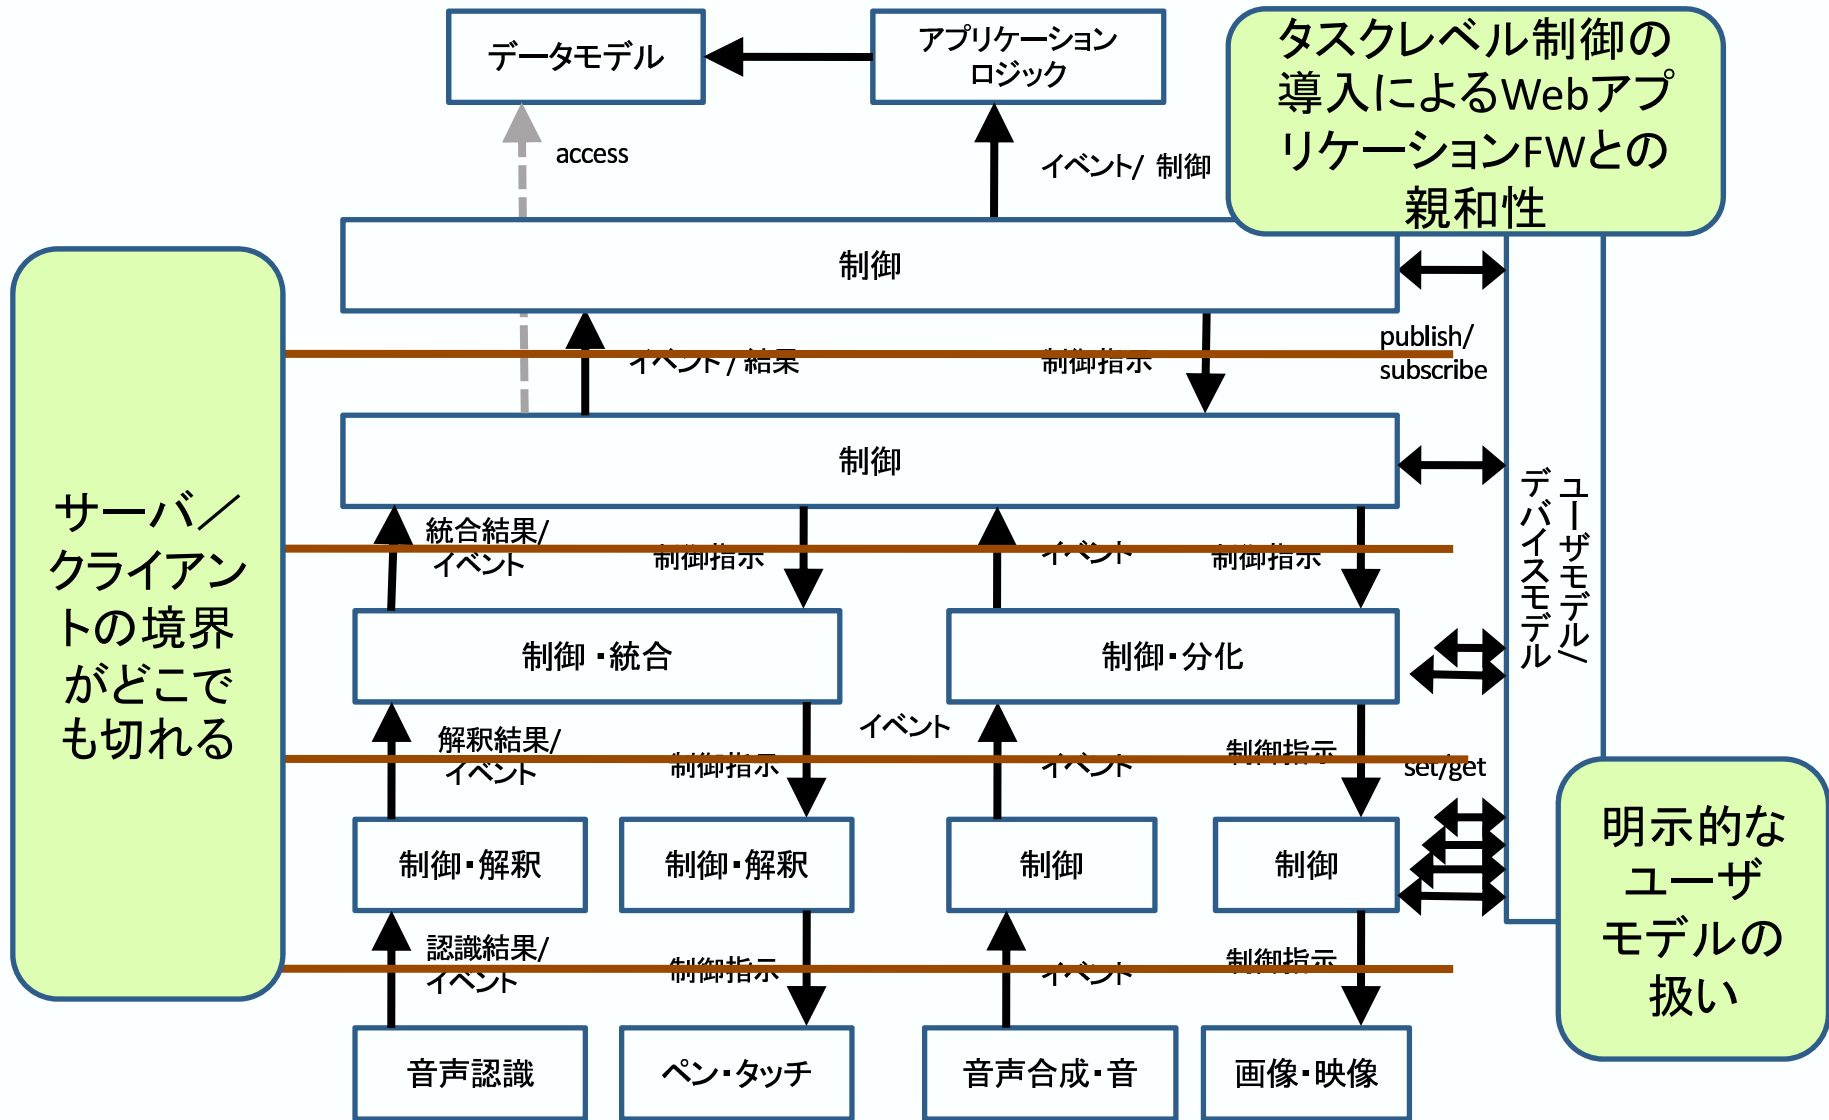 データモデル
アプリケーション
ロジック
タスクレベル制御の
導入によるWebアプ
リケーションFWとの
親和性
access
イベント/ 制御
制御
イベント / 結果
制御指示
publish/
subscribe
制御
サーバ／
クライアン
トの境界
がどこで
も切れる
統合結果/
イベント
制御指示
イベント
制御指示
ユーザモデル/
デバイスモデル
制御・統合
制御・分化
解釈結果/
イベント
制御指示
イベント
イベント
制御指示
set/get
制御・解釈
制御・解釈
制御
制御
明示的な
ユーザ
モデルの
扱い
認識結果/
イベント
制御指示
イベント
制御指示
音声認識
ペン・タッチ
音声合成・音
画像・映像